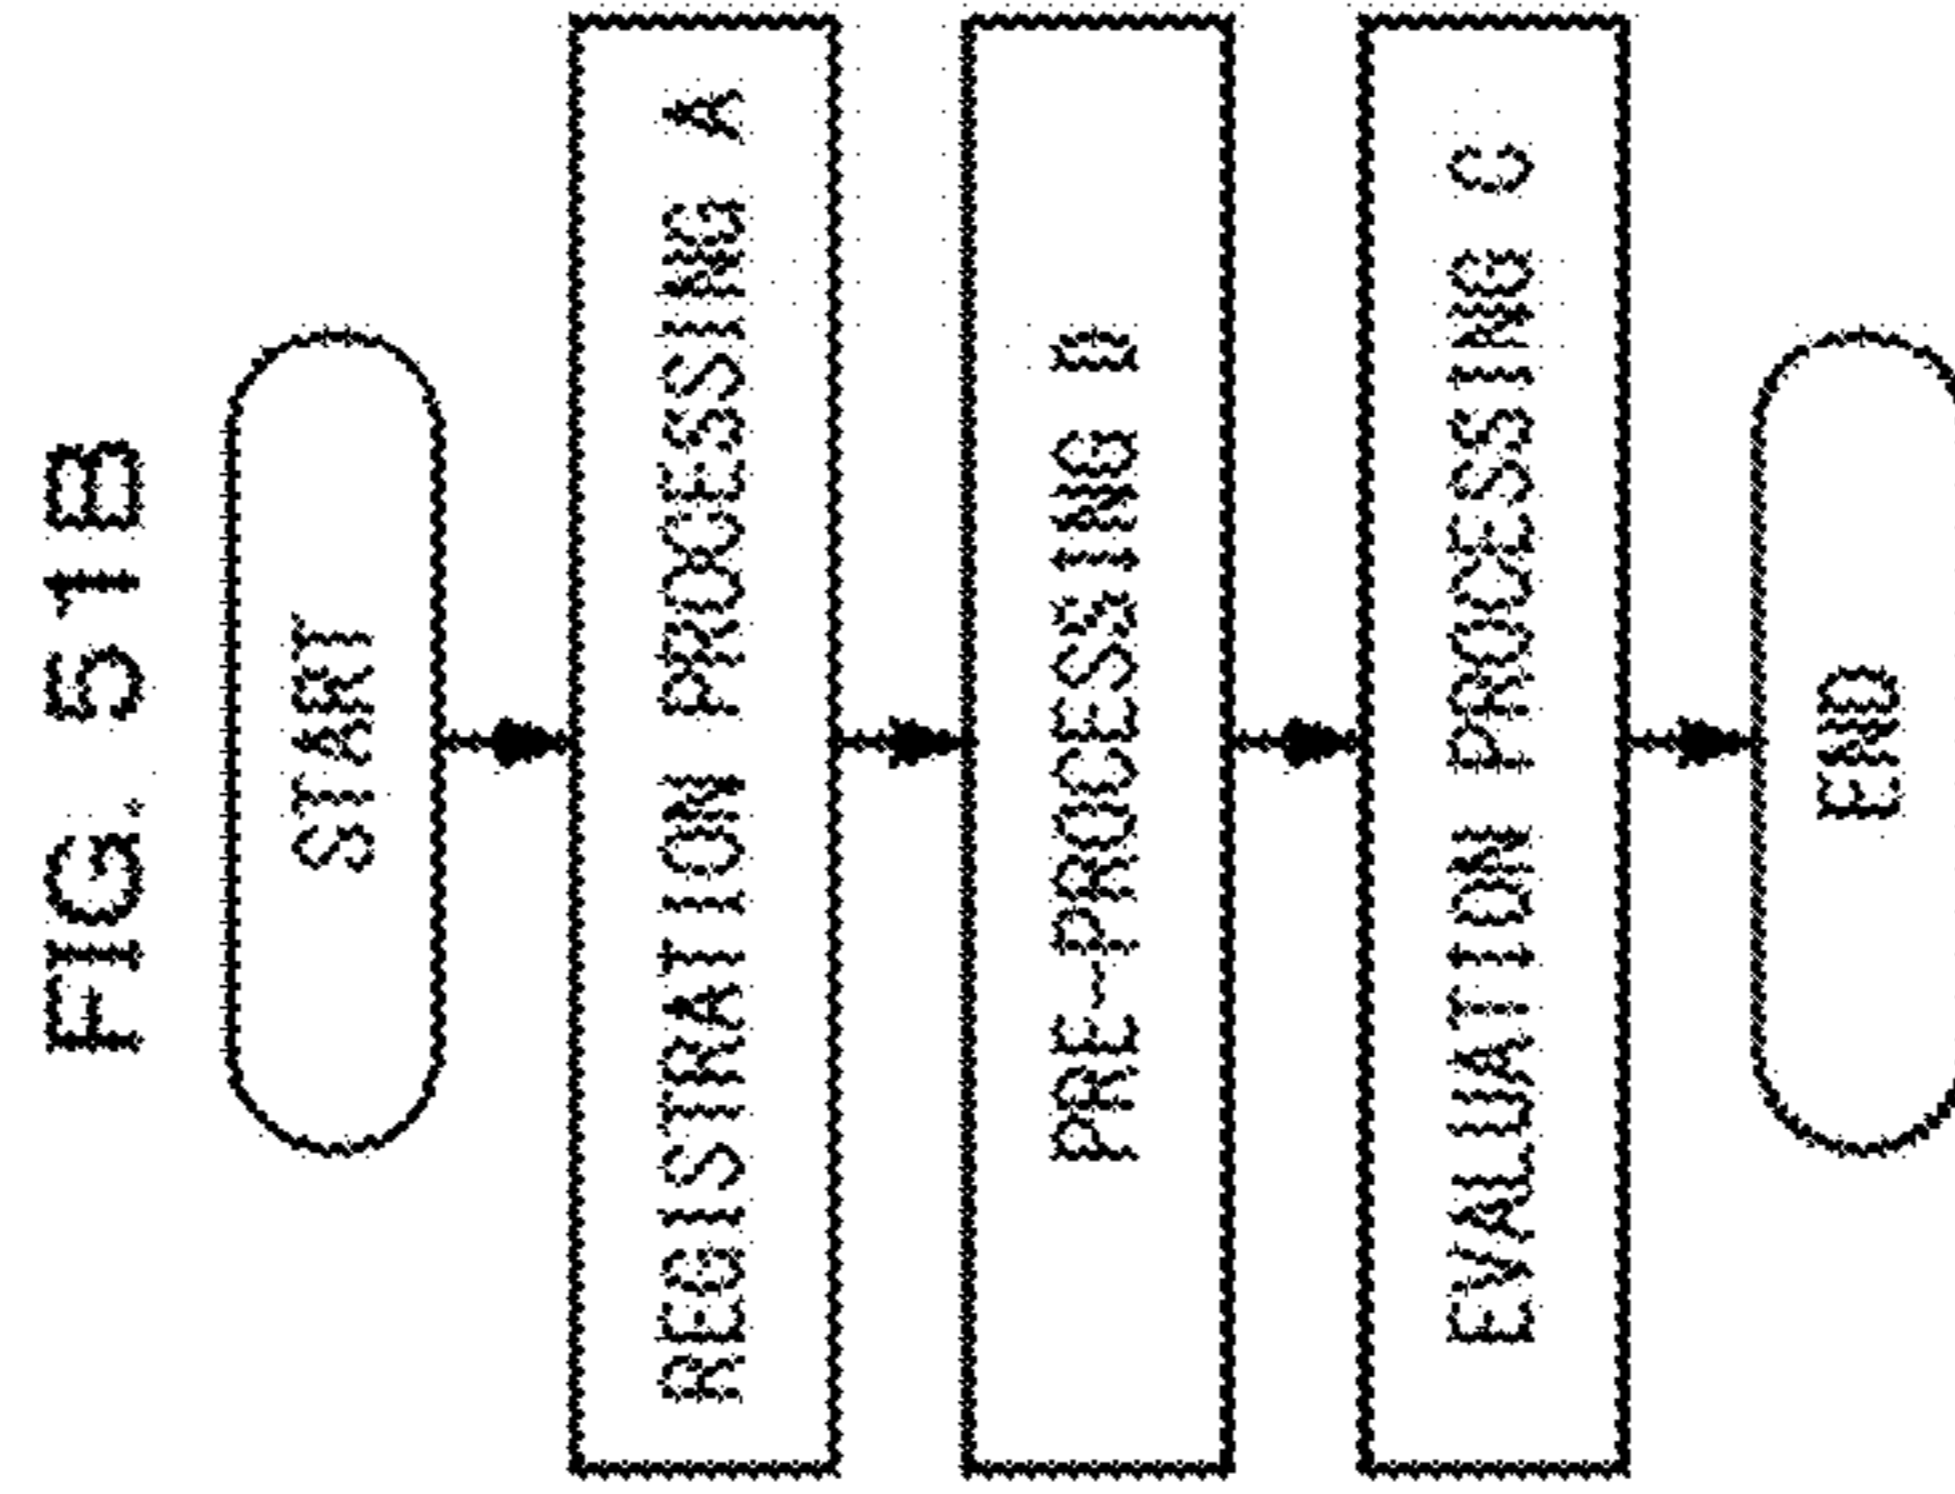 FIG. 51B
START
REGISTRATION PROCESSING A
PRE-PROCESSING D
EVALUATION PROCESSING C
END